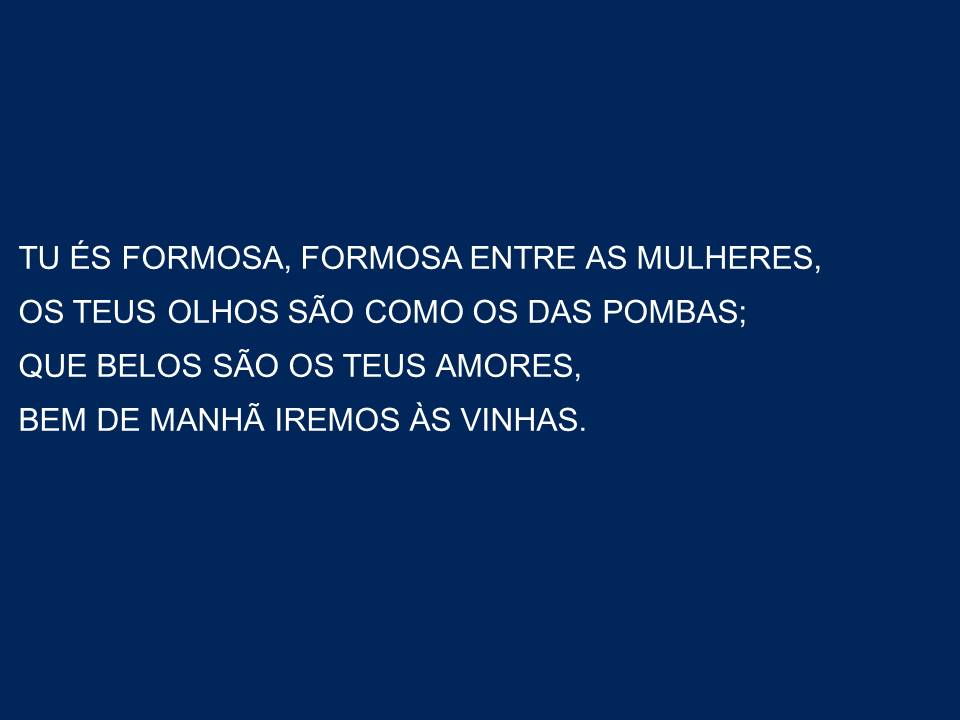 TU ÉS FORMOSA, FORMOSA ENTRE AS MULHERES,
OS TEUS OLHOS SÃO COMO OS DAS POMBAS;
QUE BELOS SÃO OS TEUS AMORES,
BEM DE MANHÃ IREMOS ÀS VINHAS.